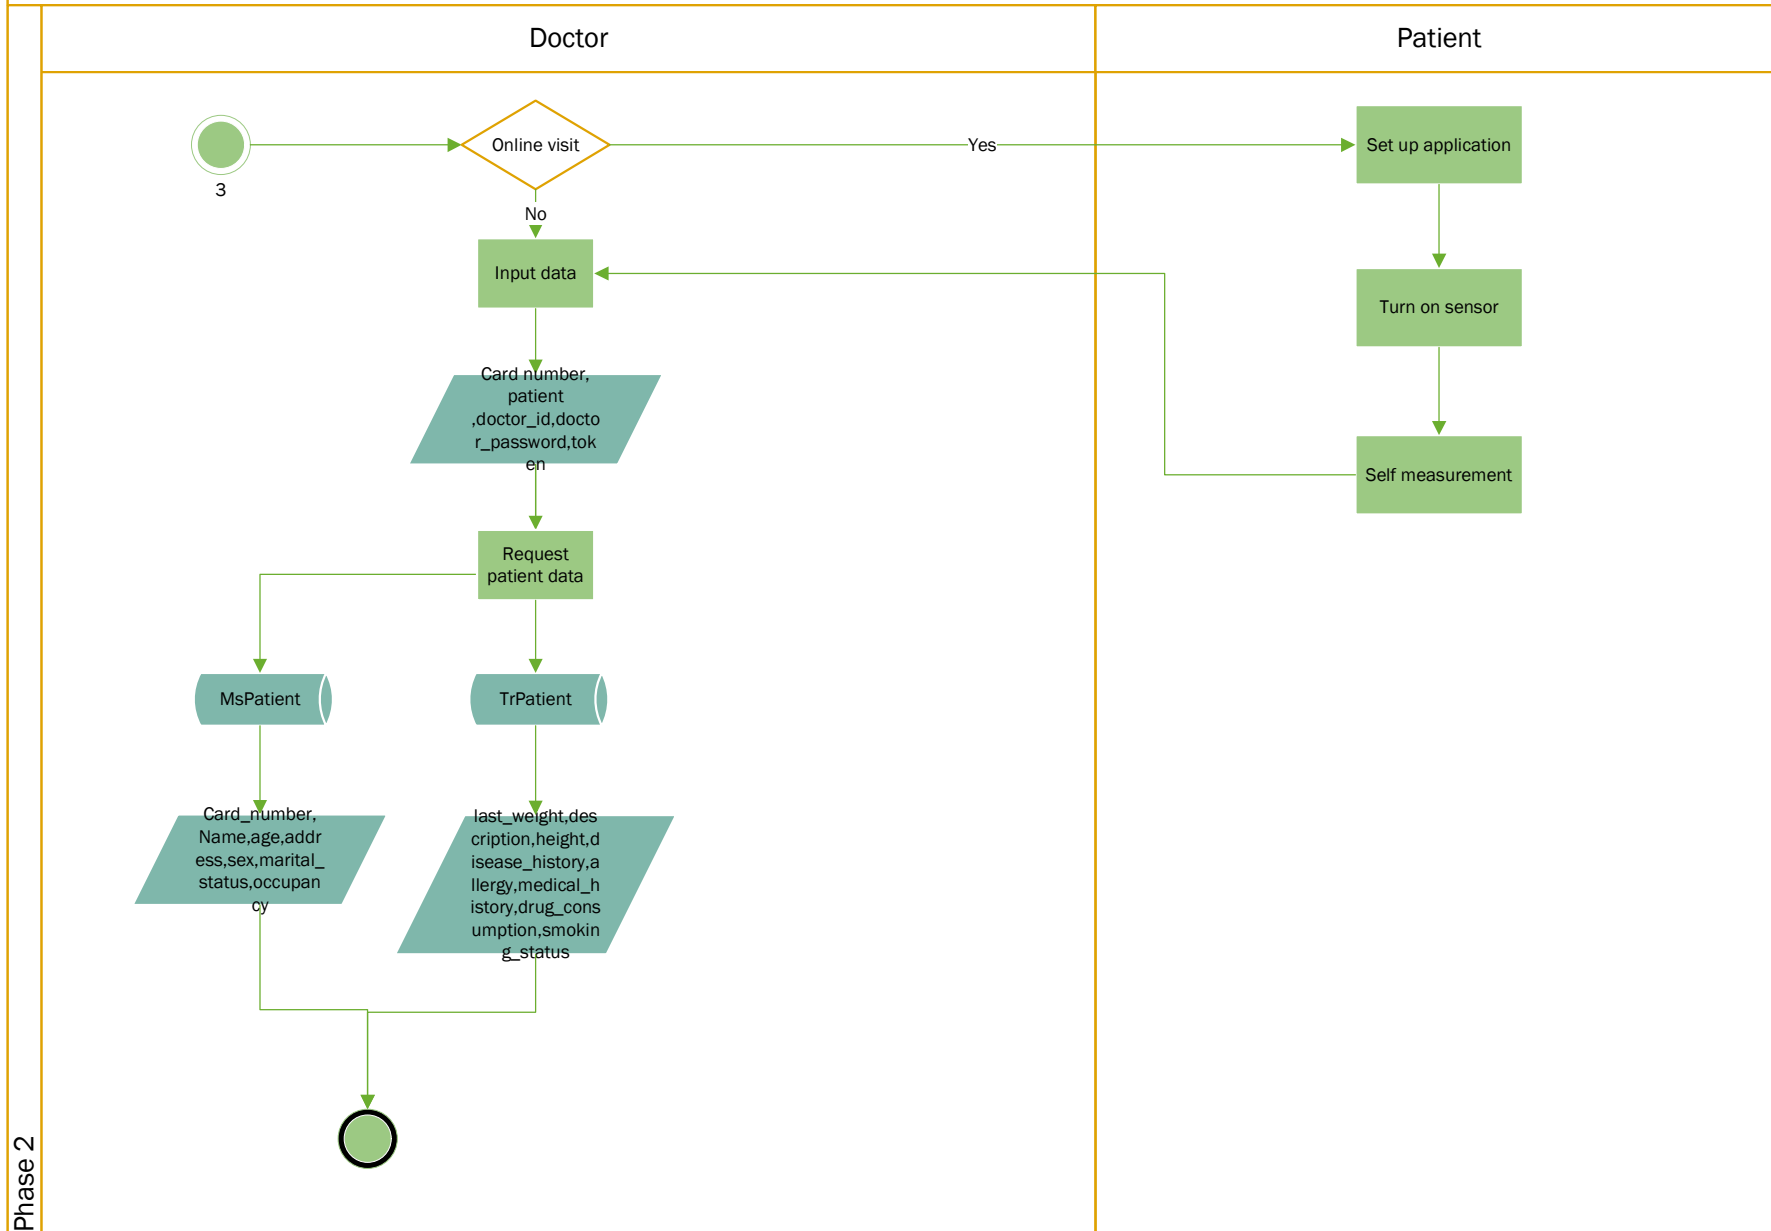 Doctor
Patient
Online visit
Yes
Set up application
3
No
Input data
Turn on sensor
Card number,
patient
,doctor_id,docto
r_password,tok
en
Self measurement
Request
patient data
MsPatient
TrPatient
Card_number,
Name,age,addr
ess,sex,marital_
status,occupan
cy
last_weight,des
cription,height,d
isease_history,a
llergy,medical_h
istory,drug_cons
umption,smokin
g_status
Phase 2